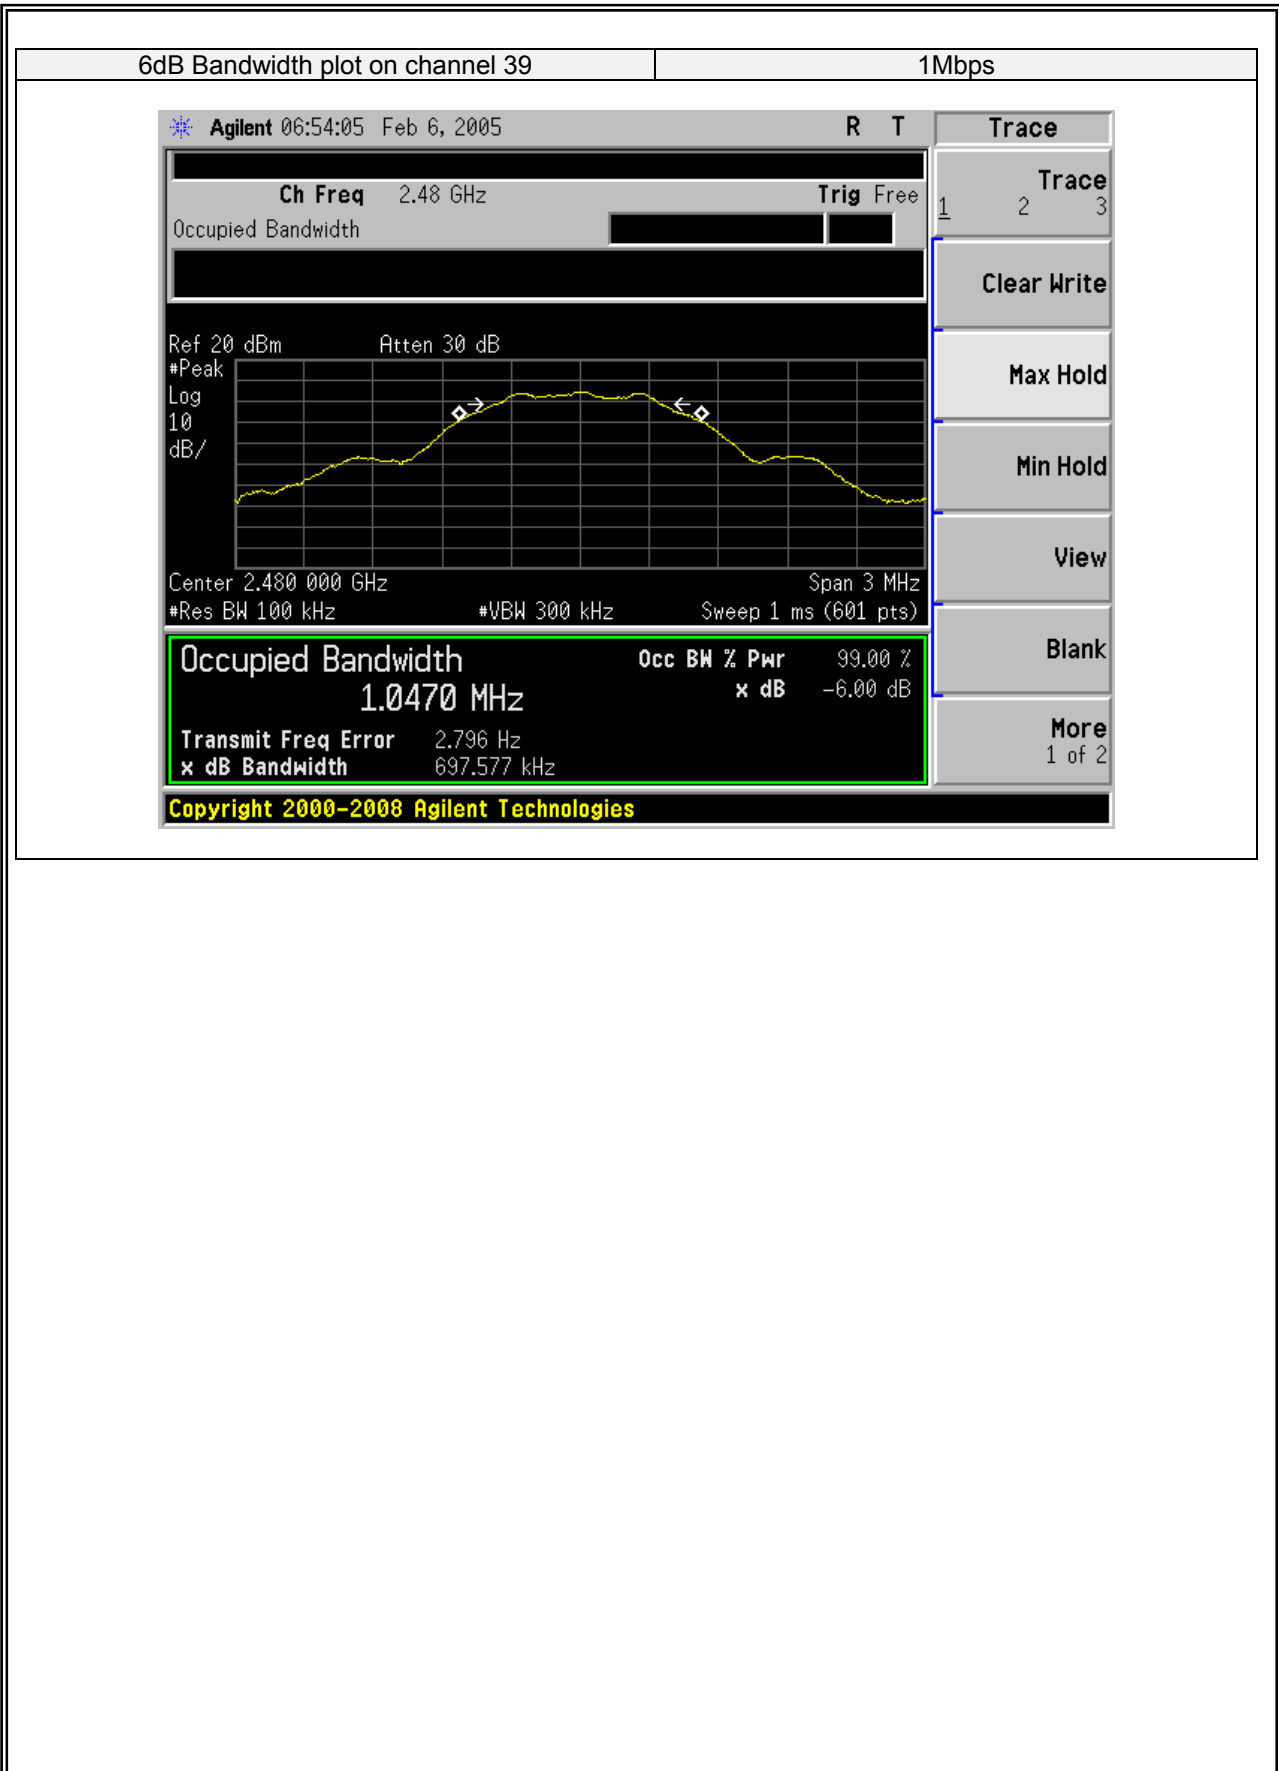 6dB Bandwidth plot on channel 39 1Mbps
Agilent 06:54:05 Feb 6, 2005 R T Trace
Ch Freq 2.48 GHz Trig Free
Occupied Bandwidth
Trace
1 2 3
Clear Write
Max Hold
Min Hold
View
Blank
More
1 of 2
Ref 20 dBm Atten 30 dB
#Peak
Log
10
dB/
Center 2.480 000 GHz Span 3 MHz
#Res BW 100 kHz #VBW 300 kHz Sweep 1 ms (601 pts)
Occupied Bandwidth Occ BW % Pwr 99.00 %
1.0470 MHz x dB -6.00 dB
Transmit Freq Error 2.796 Hz
x dB Bandwidth 697.577 kHz
Copyright 2000-2008 Agilent Technologies